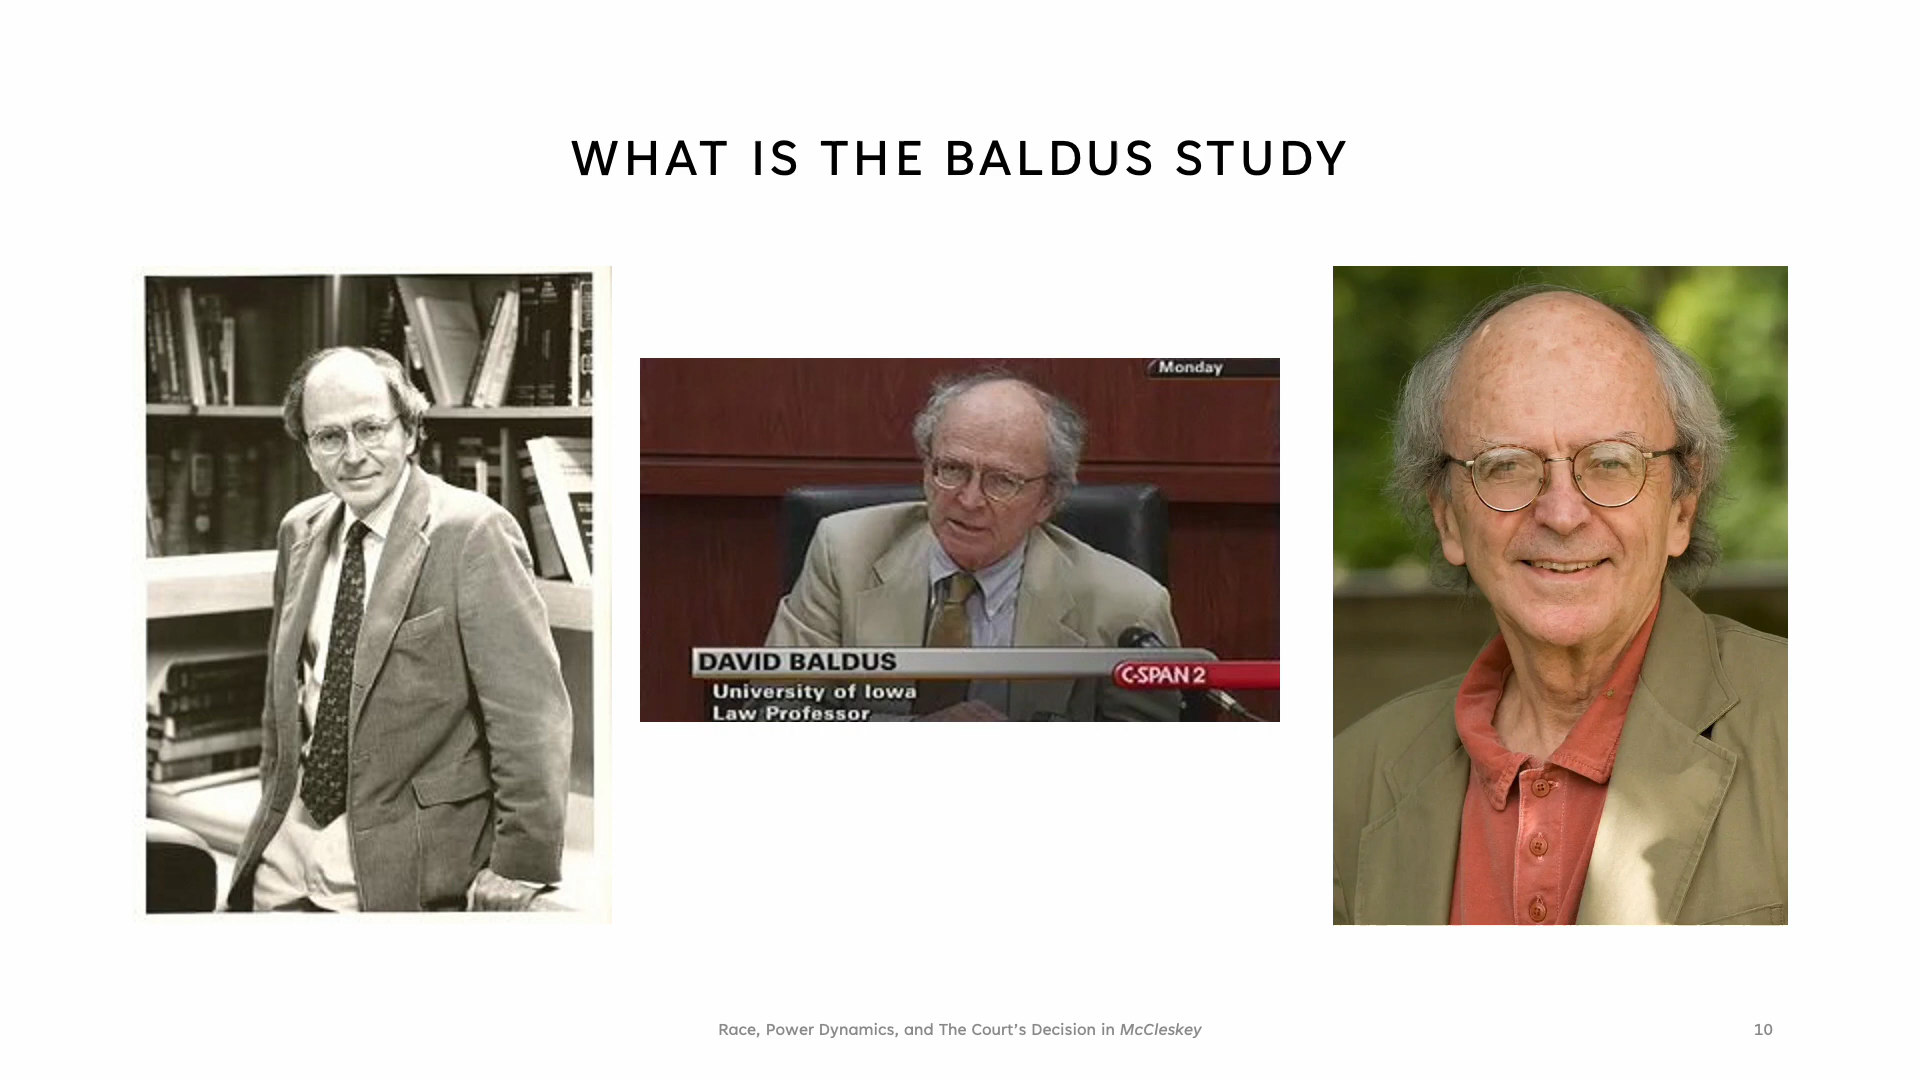 WHAT IS THE BALDUS STUDY
Monday
DAVID BALDUS
C-SPAN 2
University of Iowa
Law Professor
Race, Power Dynamics, and The Court’s Decision in McCleskey
10